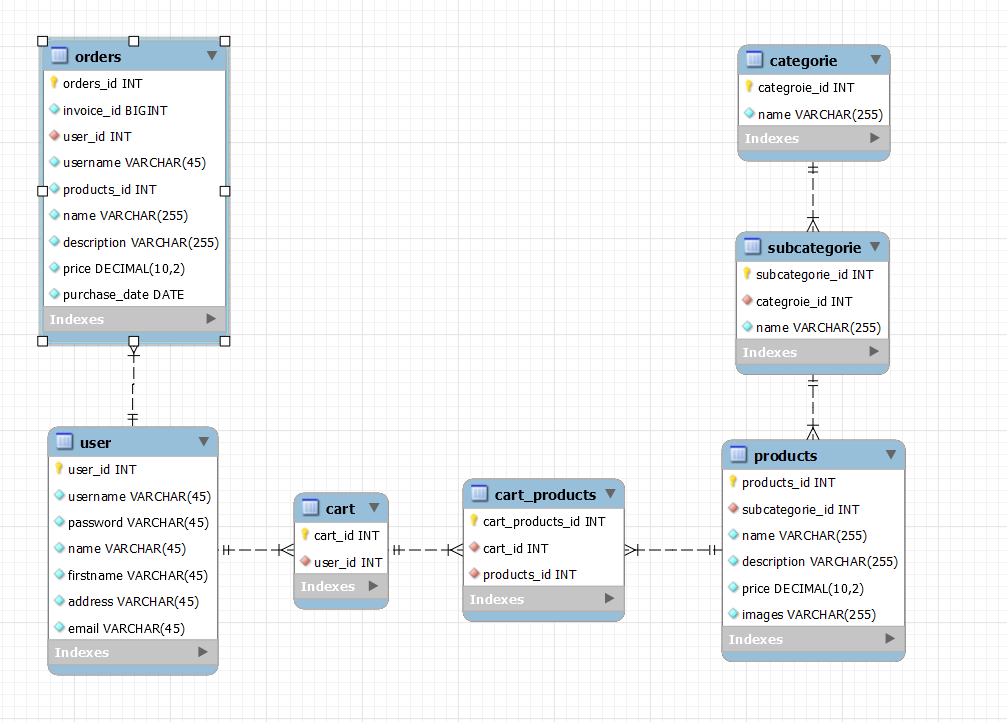 orders
orders_id INT
invoice_id BIGINT
user_id INT
username VARCHAR(45)
products_id INT
name VARCHAR(255)
description VARCHAR(255)
price DECIMAL(10,2)
purchase_date DATE
Indexes
categorie
categroie_id INT
name VARCHAR(255)
Indexes
subcategorie
subcategorie_id INT
categroie_id INT
name VARCHAR(255)
Indexes
user
user_id INT
username VARCHAR(45)
password VARCHAR(45)
name VARCHAR(45)
firstname VARCHAR(45)
address VARCHAR(45)
email VARCHAR(45)
Indexes
cart
cart_id INT
user_id INT
Indexes
cart_products
cart_products_id INT
cart_id INT
products_id INT
Indexes
products
products_id INT
subcategorie_id INT
name VARCHAR(255)
description VARCHAR(255)
price DECIMAL(10,2)
images VARCHAR(255)
Indexes